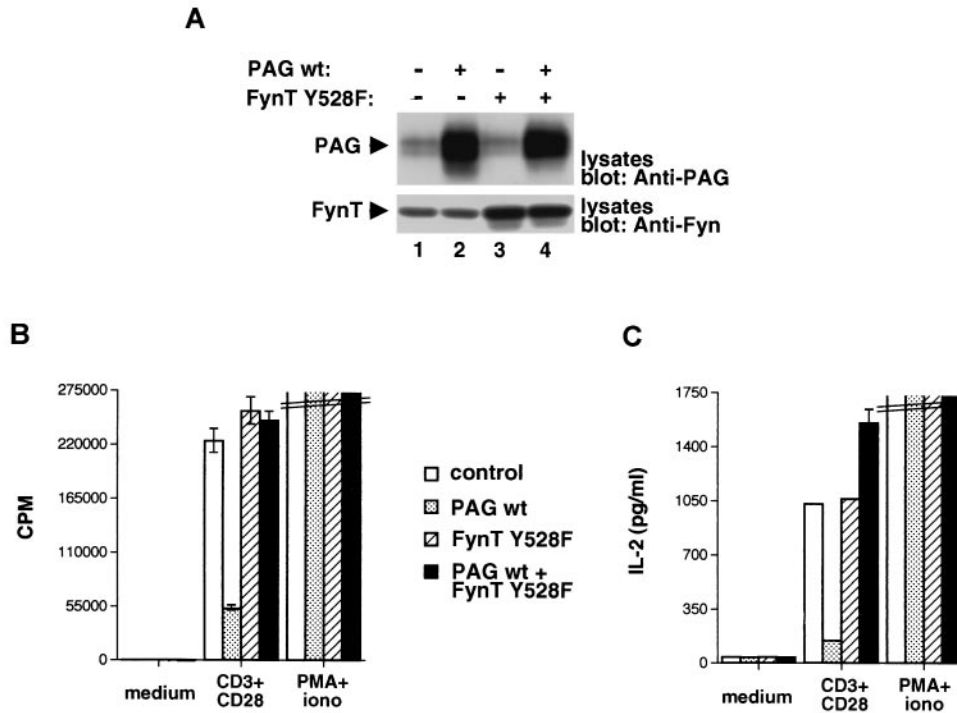 A
PAG wt: - + - +
FynT Y528F: - - + +
PAG
lysates
blot: Anti-PAG
FynT
lysates
blot: Anti-Fyn
1 2 3 4
B
CPM
275000
220000
165000
110000
55000
0
medium
CD3+
CD28
PMA+
iono
control
PAG wt
FynT Y528F
PAG wt +
FynT Y528F
C
IL-2 (pg/ml)
1750
1400
1050
700
350
0
medium
CD3+
CD28
PMA+
iono